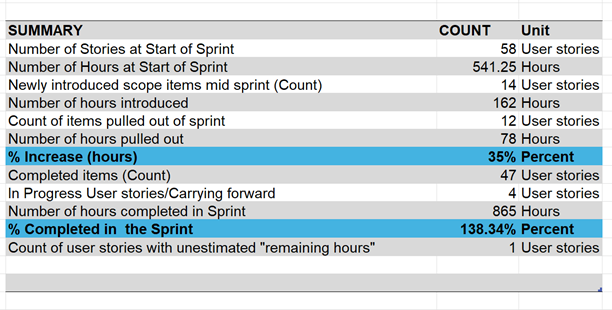 SUMMARY COUNT Unit
Number of Stories at Start of Sprint 58 User stories
Number of Hours at Start of Sprint 541.25 Hours
Newly introduced scope items mid sprint (Count) 14 User stories
Number of hours introduced 162 Hours
Count of items pulled out of sprint 12 User stories
Number of hours pulled out 78 Hours
% Increase (hours) 35% Percent
Completed items (Count) 47 User stories
In Progress User stories/Carrying forward 4 User stories
Number of hours completed in Sprint 865 Hours
% Completed in  the Sprint 138.34% Percent
Count of user stories with unestimated "remaining hours" 1 User stories